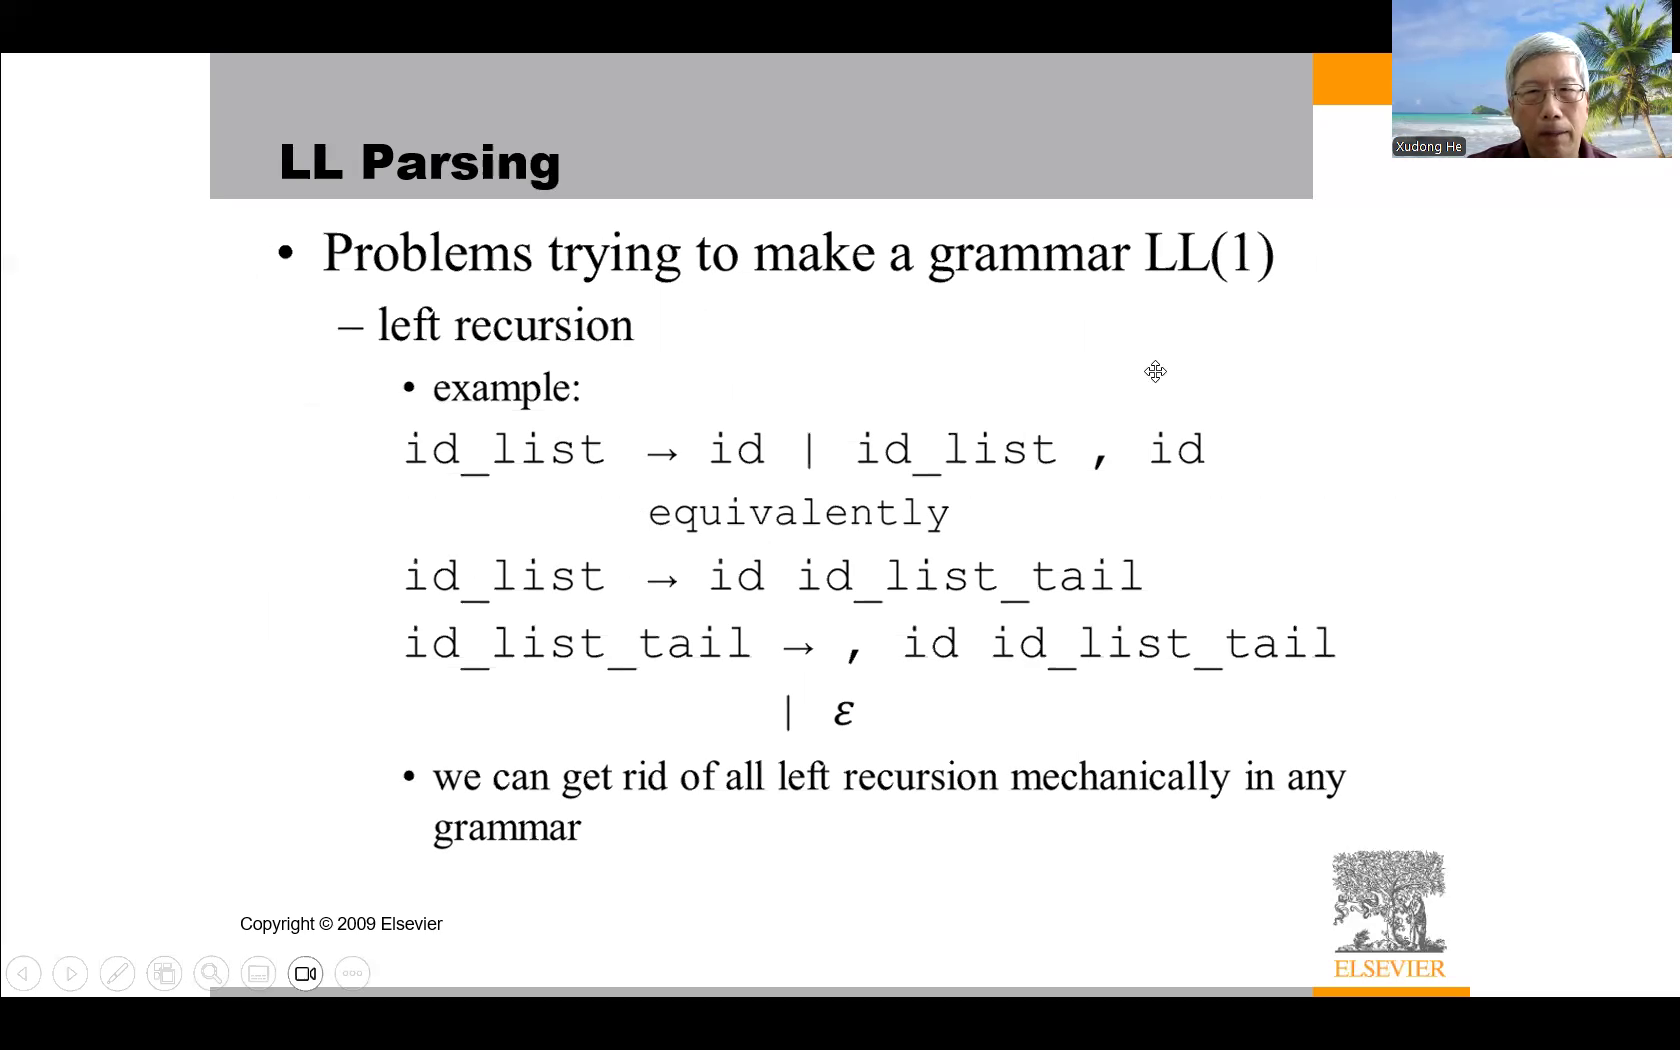 Xudong He
LL Parsing
• Problems trying to make a grammar LL(1)
– left recursion
• example:
id_list → id | id_list , id
equivalently
id_list → id id_list_tail
id_list_tail → , id id_list_tail
| ε
• we can get rid of all left recursion mechanically in any
grammar
Copyright © 2009 Elsevier
ELSEVIER